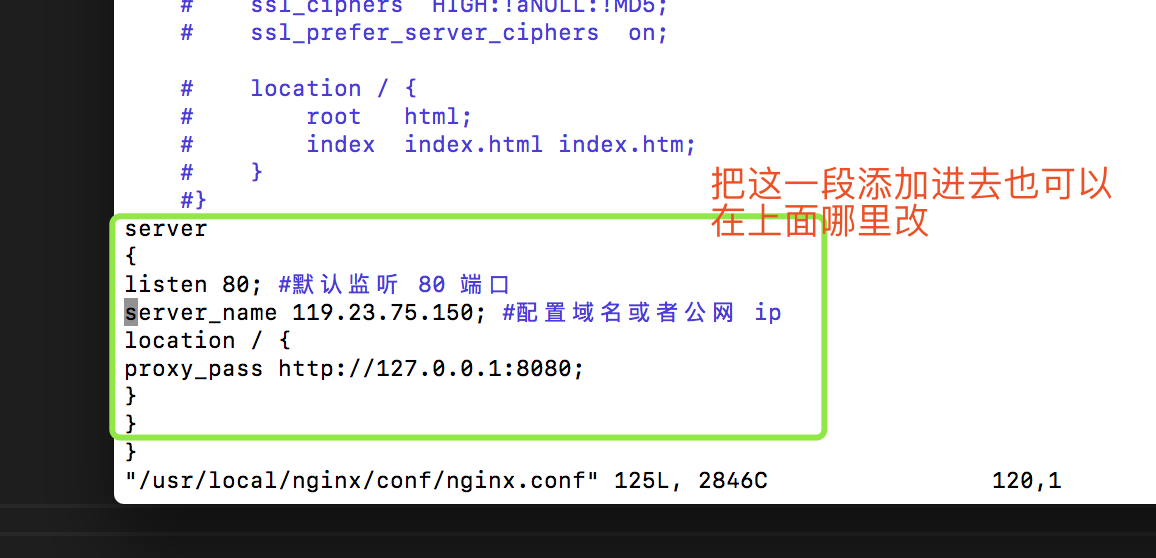 #    ssl_ciphers  HIGH:!aNULL:!MD5;
#    ssl_prefer_server_ciphers  on;
#    location / {
#        root   html;
#        index  index.html index.htm;
#    }
#}
把这一段添加进去也可以
在上面哪里改
server
{
listen 80; #默认监听 80 端口
server_name 119.23.75.150; #配置域名或者公网 ip
location / {
proxy_pass http://127.0.0.1:8080;
}
}
}
"/usr/local/nginx/conf/nginx.conf" 125L, 2846C 120,1